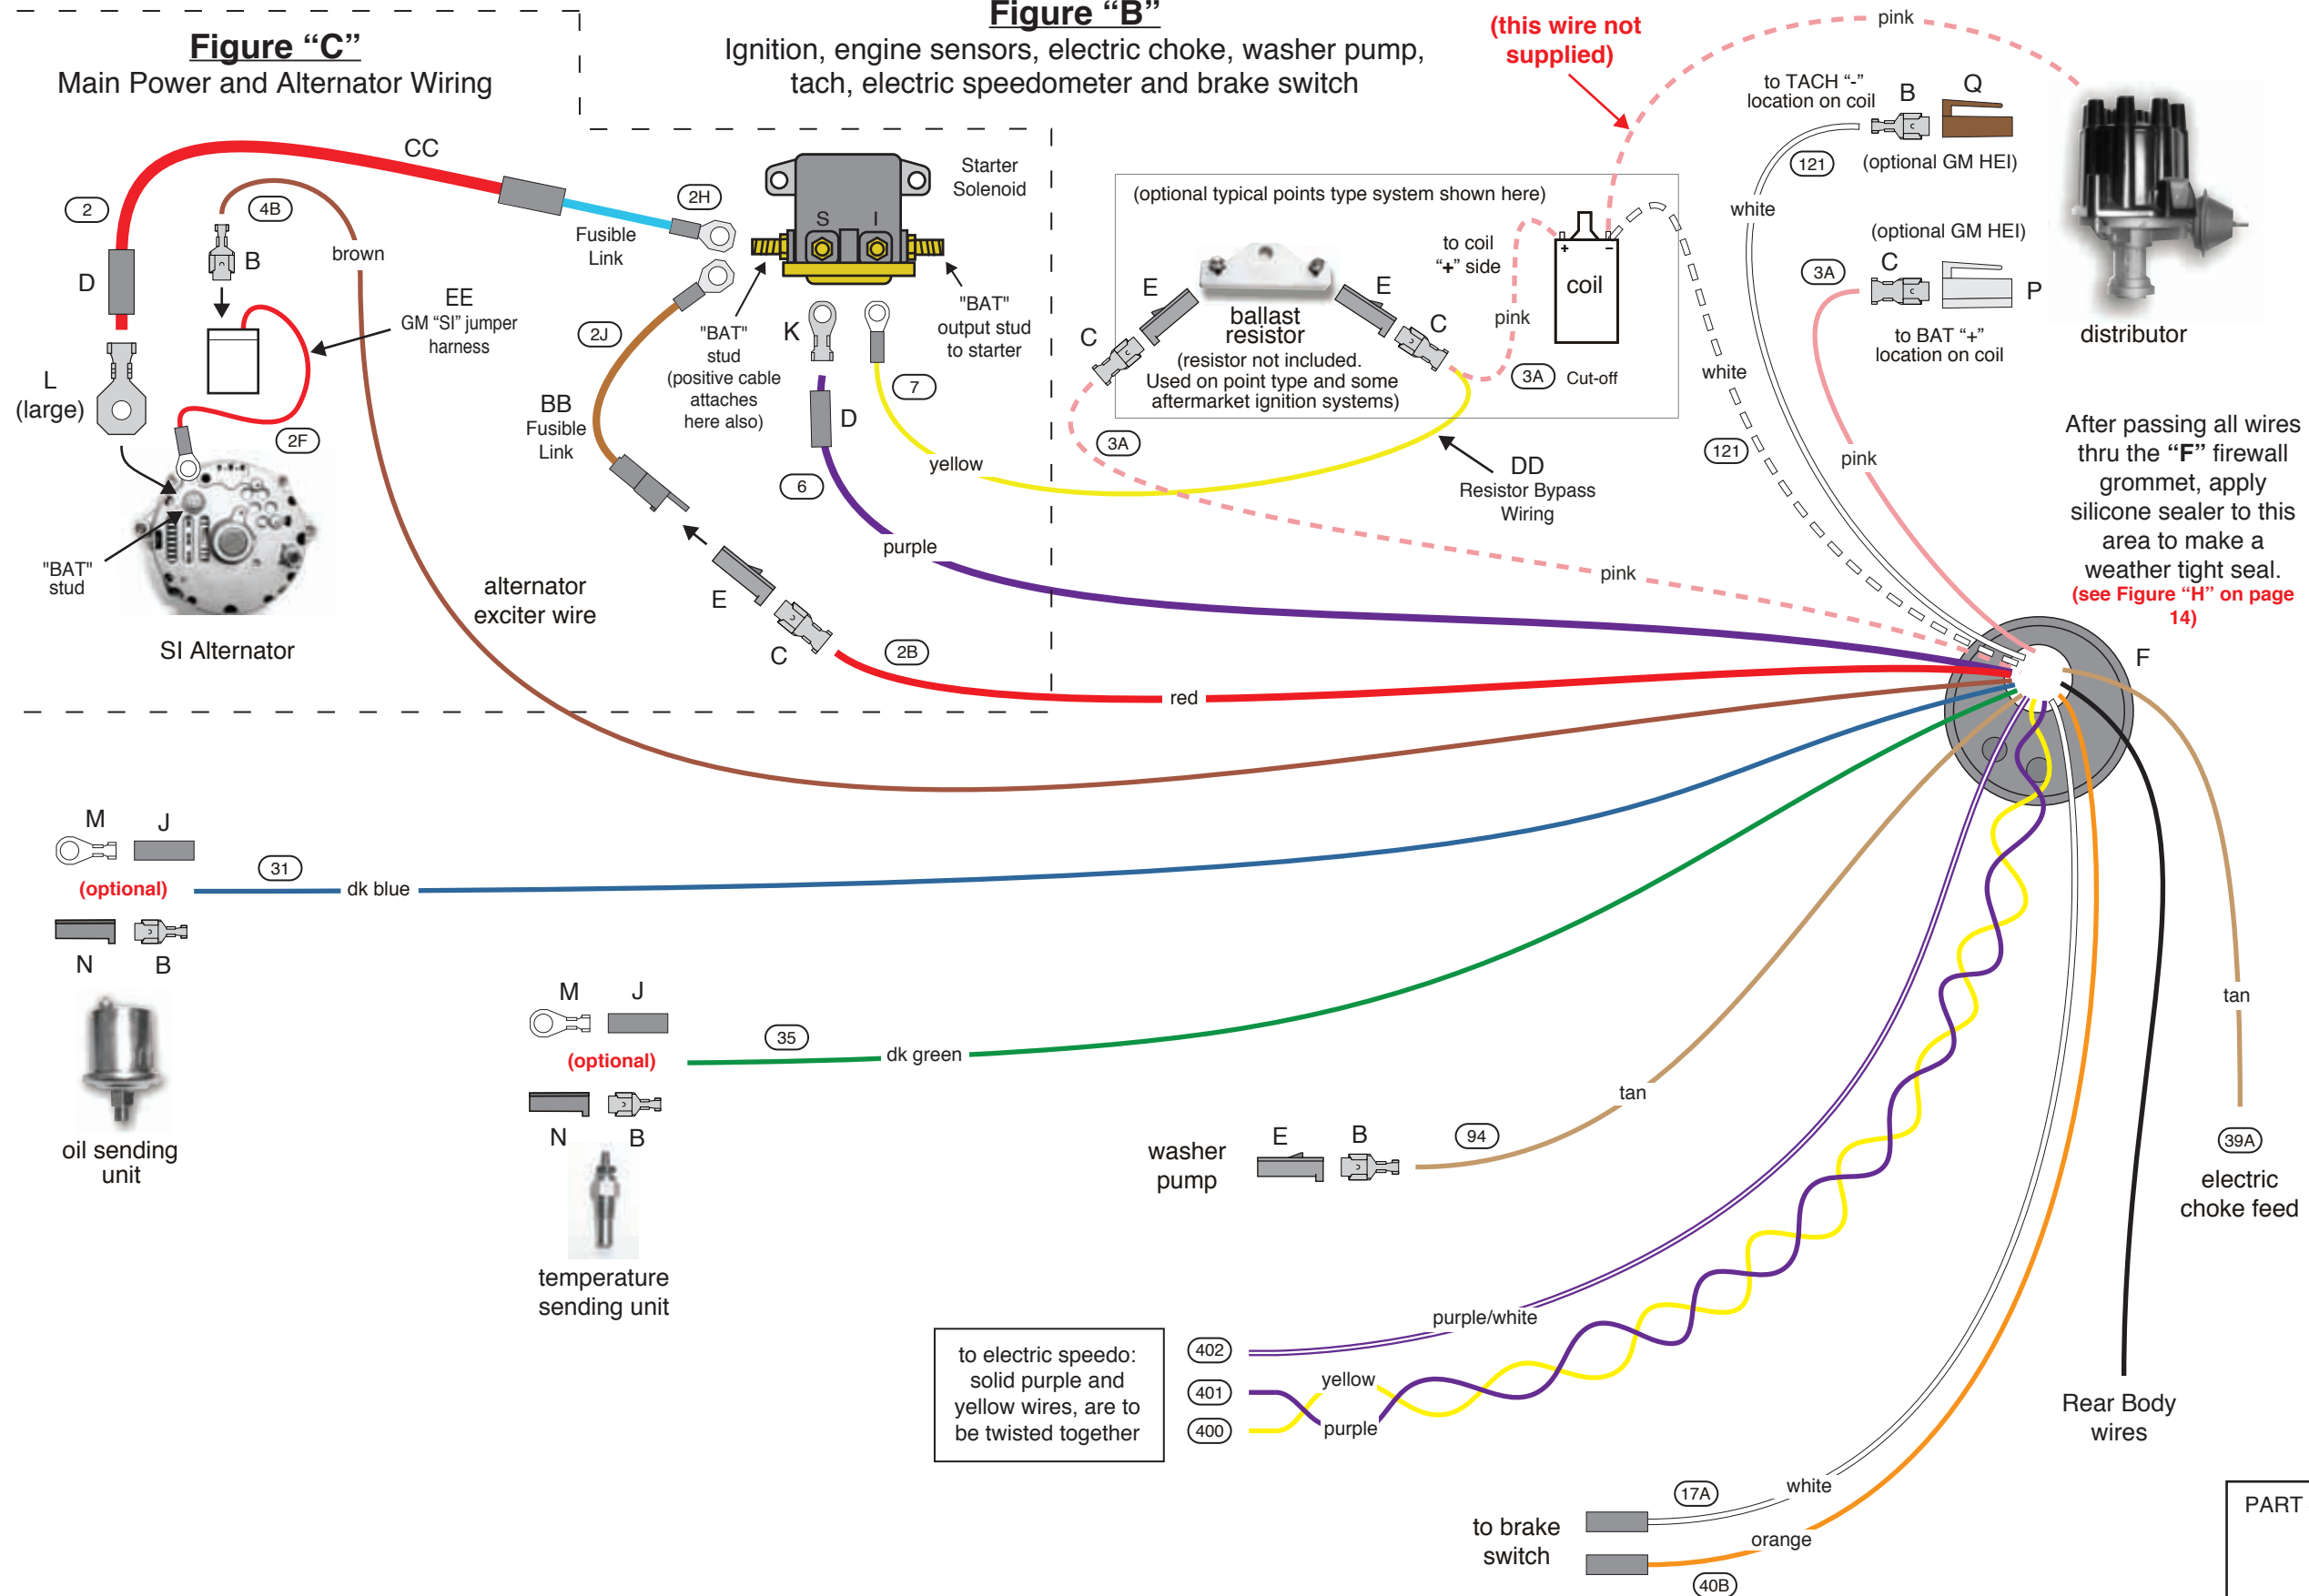 Figure “C”
Main Power and Alternator Wiring
Figure “B”
Ignition, engine sensors, electric choke, washer pump,
tach, electric speedometer and brake switch
(this wire not
supplied)
pink
to TACH “-”
location on coil
B
Q
121
(optional GM HEI)
white
(optional GM HEI)
3A
C
P
to BAT “+”
location on coil
distributor
pink
CC
2
4B
2H
Fusible
Link
B
brown
D
EE
GM “SI” jumper
harness
L
(large)
2F
"BAT"
stud
SI Alternator
Starter
Solenoid
S
I
"BAT"
stud
(positive cable
attaches
here also)
"BAT"
output stud
to starter
2J
BB
Fusible
Link
K
D
7
6
yellow
purple
E
C
2B
red
alternator
exciter wire
(optional typical points type system shown here)
to coil
“+” side
+
–
coil
E
E
C
C
ballast
resistor
(resistor not included.
Used on point type and some
aftermarket ignition systems)
pink
3A
Cut-off
3A
DD
Resistor Bypass
Wiring
white
121
pink
After passing all wires
thru the “F” firewall
grommet, apply
silicone sealer to this
area to make a
weather tight seal.
(see Figure “H” on page
14)
F
M
J
(optional)
31
dk blue
N
B
oil sending
unit
M
J
(optional)
35
dk green
N
B
temperature
sending unit
washer
pump
E
B
94
tan
tan
39A
electric
choke feed
purple/white
to electric speedo:
solid purple and
yellow wires, are to
be twisted together
402
401
400
yellow
purple
Rear Body
wires
to brake
switch
17A
white
orange
40B
PART